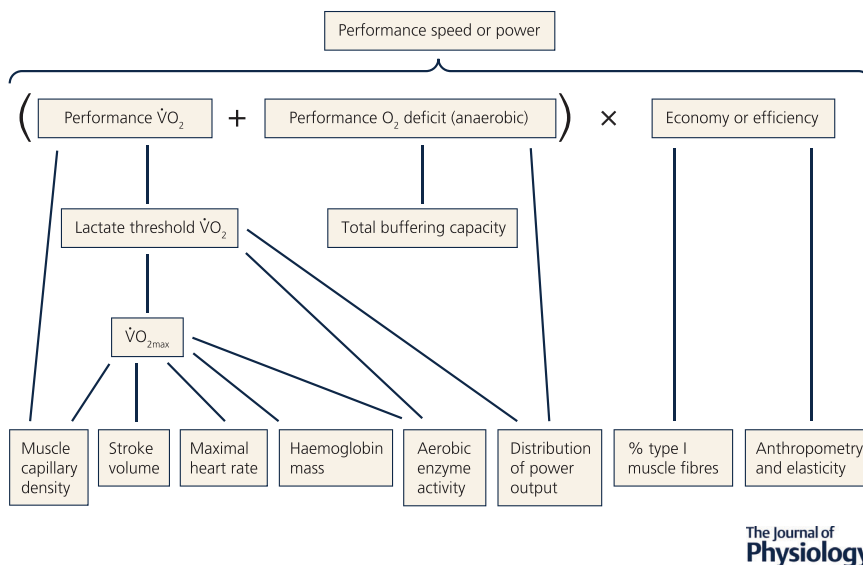 Performance speed or power
( Performance V̇O₂ + Performance O₂ deficit (anaerobic) ) × Economy or efficiency
Lactate threshold V̇O₂
Total buffering capacity
V̇O₂max
Muscle
capillary
density
Stroke
volume
Maximal
heart rate
Haemoglobin
mass
Aerobic
enzyme
activity
Distribution
of power
output
% type I
muscle fibres
Anthropometry
and elasticity
The Journal of
Physiology